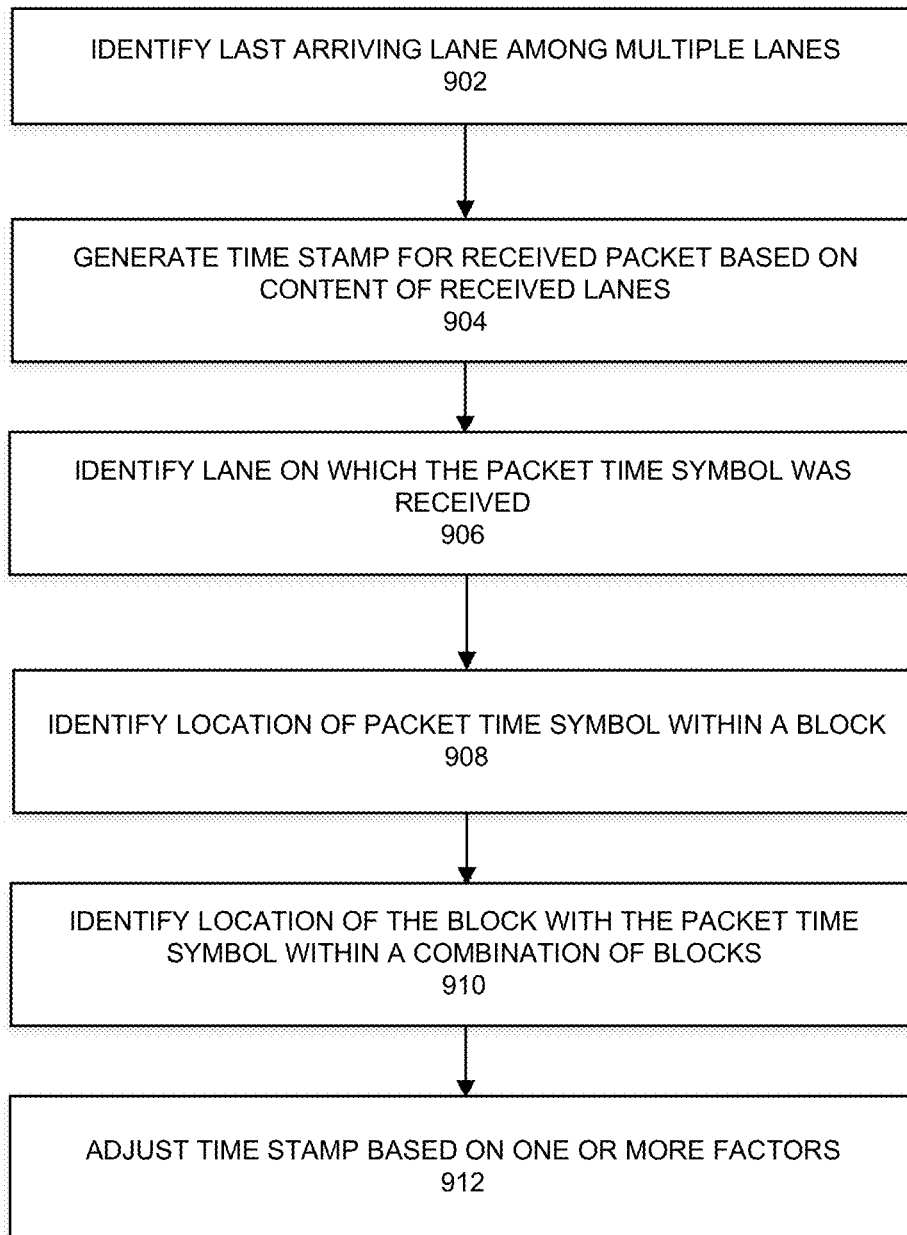 IDENTIFY LAST ARRIVING LANE AMONG MULTIPLE LANES
902
GENERATE TIME STAMP FOR RECEIVED PACKET BASED ON
CONTENT OF RECEIVED LANES
904
IDENTIFY LANE ON WHICH THE PACKET TIME SYMBOL WAS
RECEIVED
906
IDENTIFY LOCATION OF PACKET TIME SYMBOL WITHIN A BLOCK
908
IDENTIFY LOCATION OF THE BLOCK WITH THE PACKET TIME
SYMBOL WITHIN A COMBINATION OF BLOCKS
910
ADJUST TIME STAMP BASED ON ONE OR MORE FACTORS
912